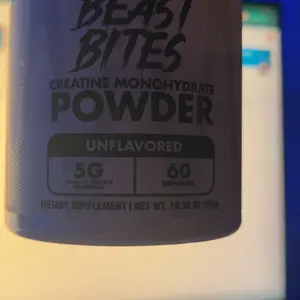 BEAST
BITES
CREATINE MONOHYDRATE
POWDER
UNFLAVORED
5G
60
SERVINGS
DIETARY SUPPLEMENT | NET WT.